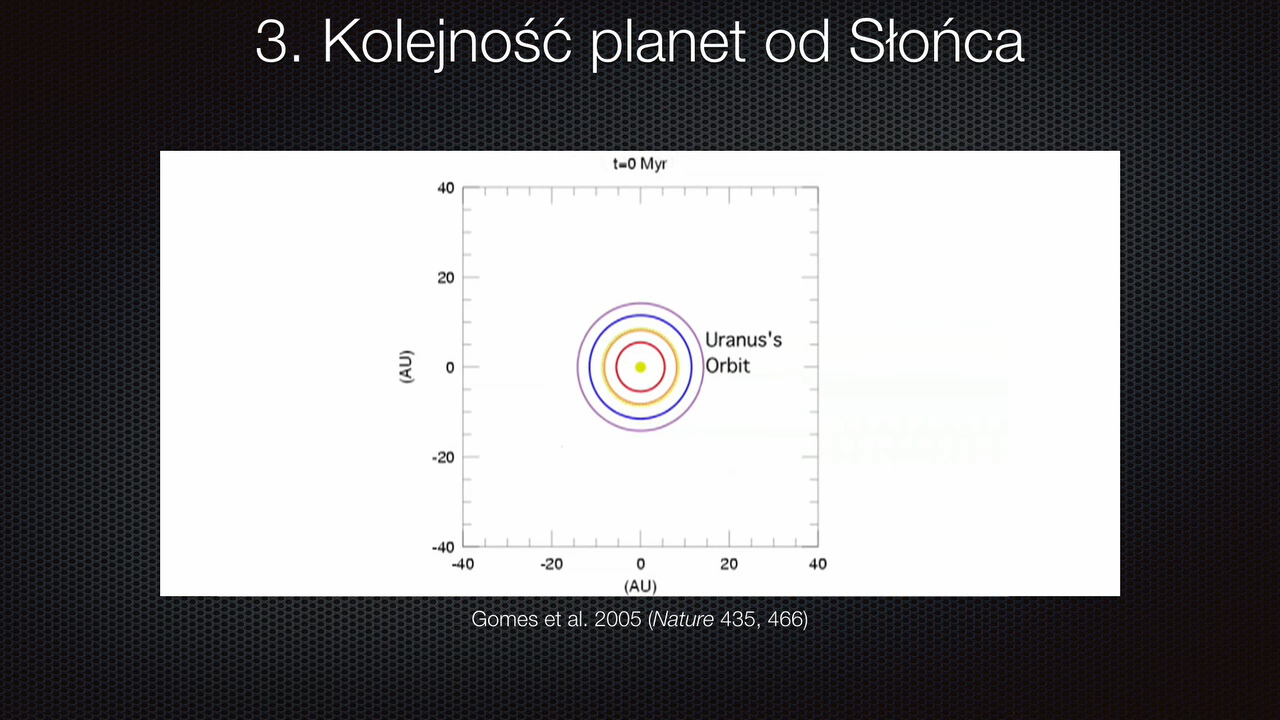 3. Kolejność planet od Słońca
t=0 Myr
40
20
0
-20
-40
(AU)
Uranus's
Orbit
-40 -20 0 20 40
(AU)
Gomes et al. 2005 (Nature 435, 466)